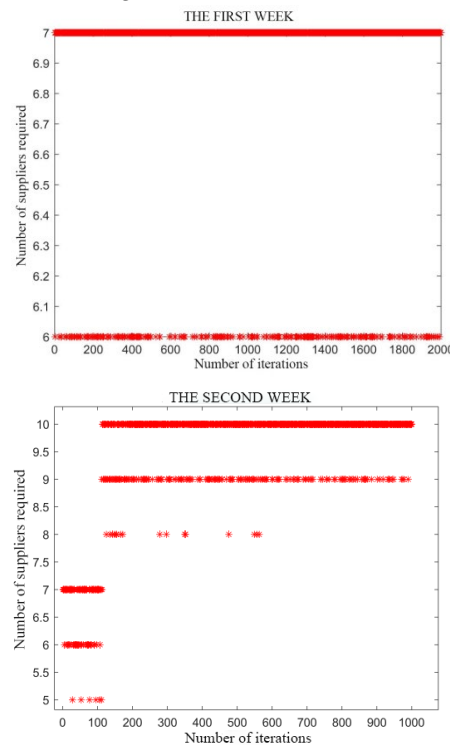 THE FIRST WEEK
Number of suppliers required
7
6.9
6.8
6.7
6.6
6.5
6.4
6.3
6.2
6.1
6
0 200 400 600 800 1000 1200 1400 1600 1800 2000
Number of iterations
THE SECOND WEEK
Number of suppliers required
10
9.5
9
8.5
8
7.5
7
6.5
6
5.5
5
0 100 200 300 400 500 600 700 800 900 1000
Number of iterations